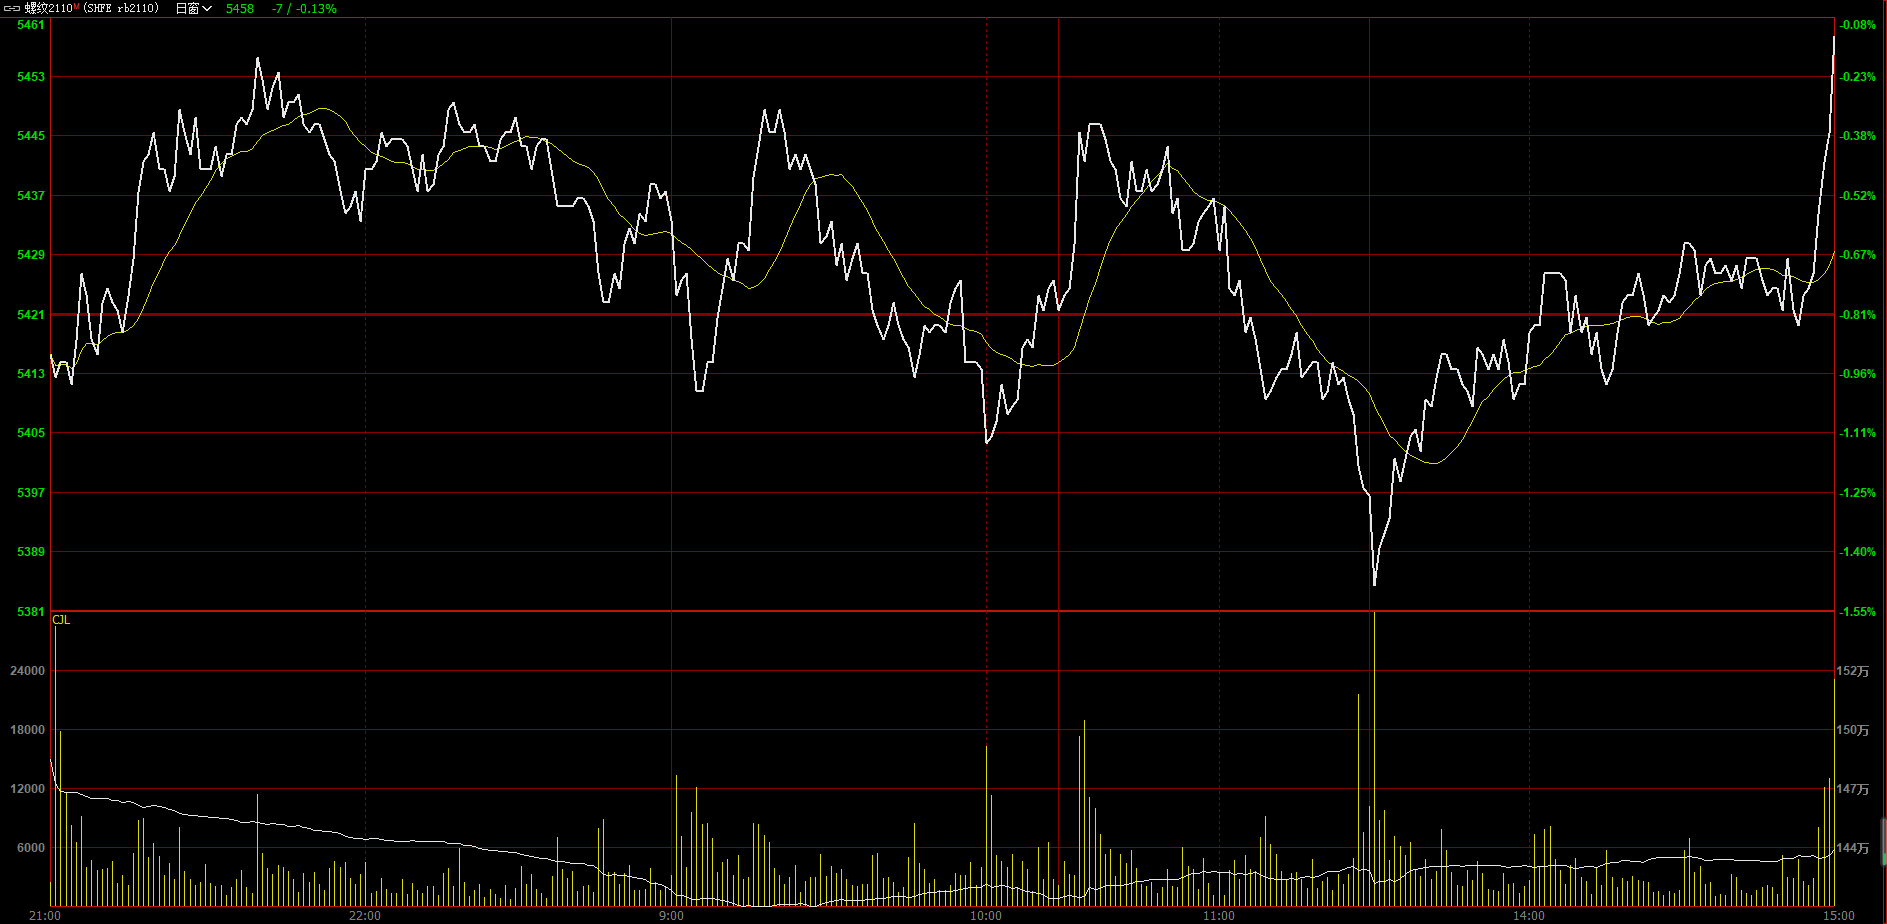 螺纹2110M (SHFE rb2110) 日窗 5458 -7 / -0.13%
5461 -0.08%
5453 -0.23%
5445 -0.38%
5437 -0.52%
5429 -0.67%
5421 -0.81%
5413 -0.96%
5405 -1.11%
5397 -1.25%
5389 -1.40%
5381 -1.55%
CJL
24000 152万
18000 150万
12000 147万
6000 144万
21:00 22:00 9:00 10:00 11:00 14:00 15:00